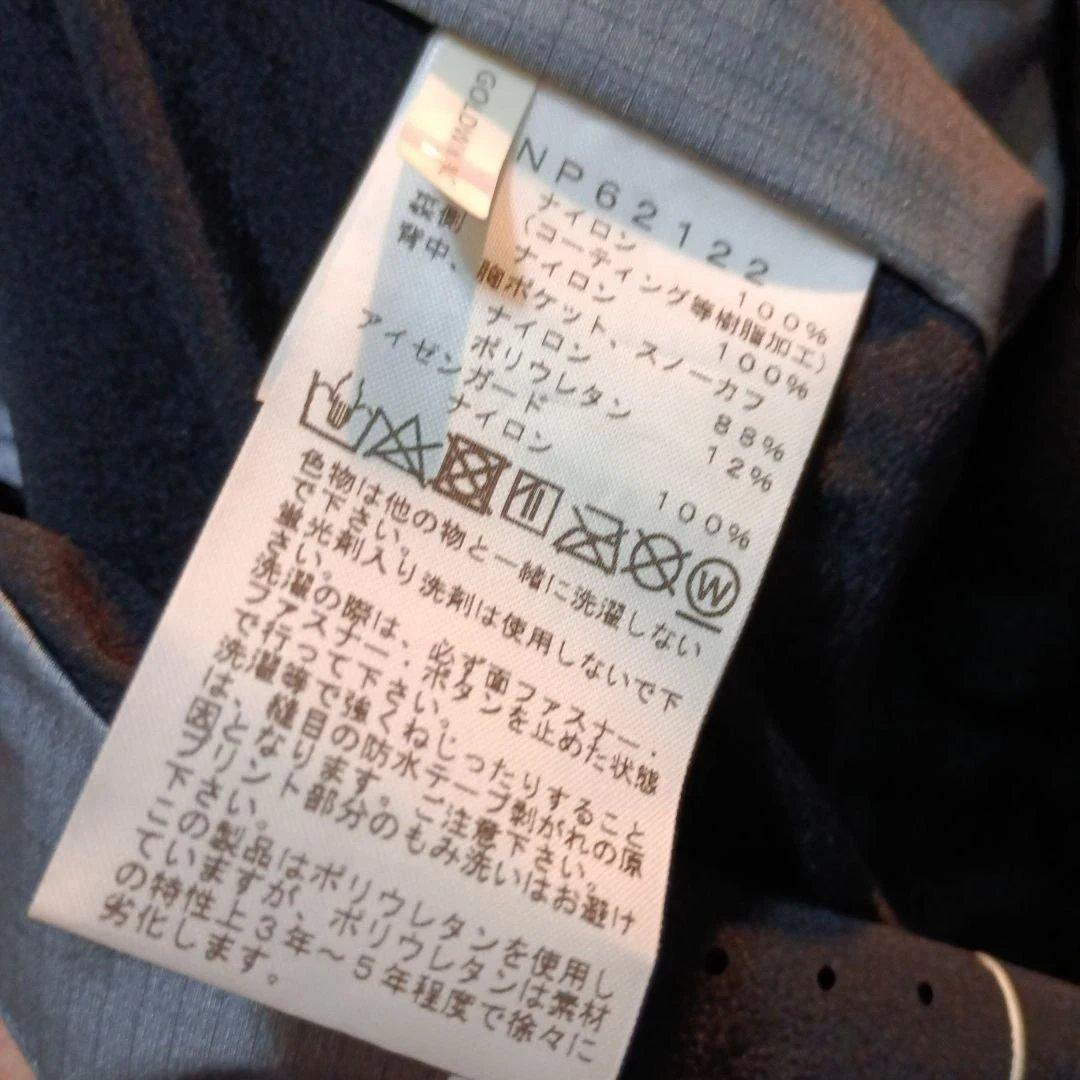 GOLDWIN
NP62122
ナイロン 100%
(コーティング等樹脂加工)
ナイロン 100%
背中、胸ポケット、スノーカフ
ナイロン 88%
ポリウレタン 12%
アイゼンガード
ナイロン 100%
W
色物は他の物と一緒に洗濯しない
で下さい。
蛍光剤入り洗剤は使用しないで下
さい。
洗濯の際は、必ず面ファスナー・
ファスナー・ボタンを止めた状態
で行って下さい。
洗濯等で強くねじったりすること
は、縫目の防水テープ剝がれの原
因となります。ご注意下さい。
プリント部分のもみ洗いはお避け
下さい。
この製品はポリウレタンを使用し
ていますが、ポリウレタンは素材
の特性上3年～5年程度で徐々に
劣化します。